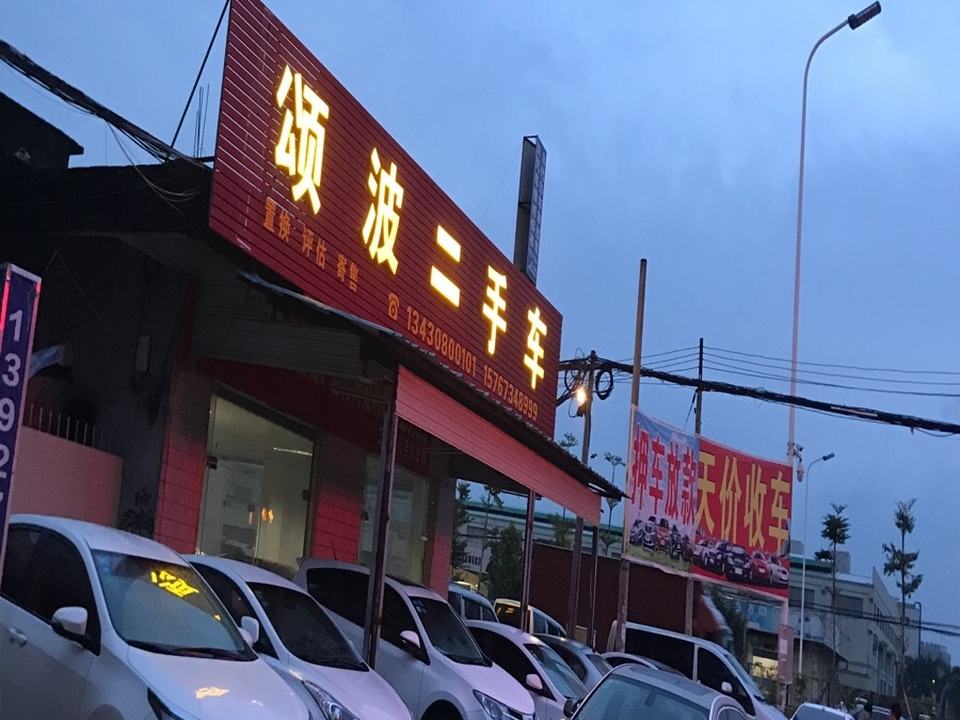 颂波二手车
置换 评估 寄售
☎13430800101 15767348999
押车放款天价收车